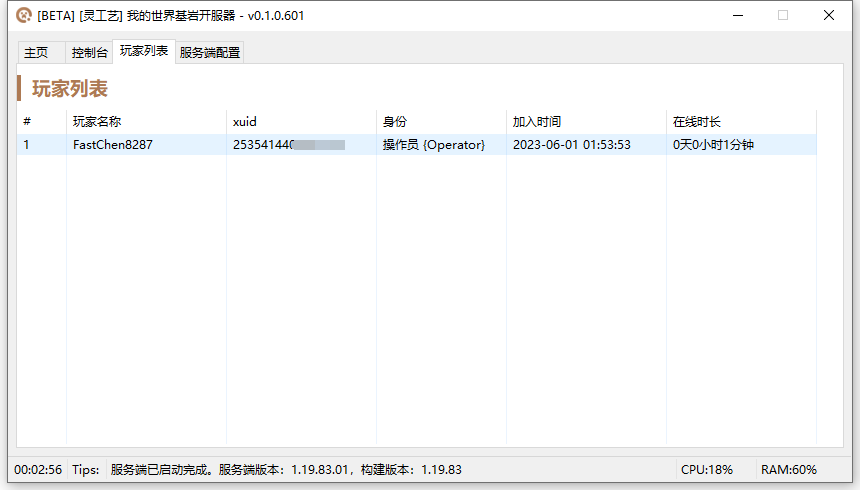 [BETA] [灵工艺] 我的世界基岩开服器 - v0.1.0.601
主页 控制台 玩家列表 服务端配置
玩家列表
# 玩家名称 xuid 身份 加入时间 在线时长
1 FastChen8287 253541440 操作员 {Operator} 2023-06-01 01:53:53 0天0小时1分钟
00:02:56 Tips: 服务端已启动完成。服务端版本：1.19.83.01，构建版本：1.19.83 CPU:18% RAM:60%